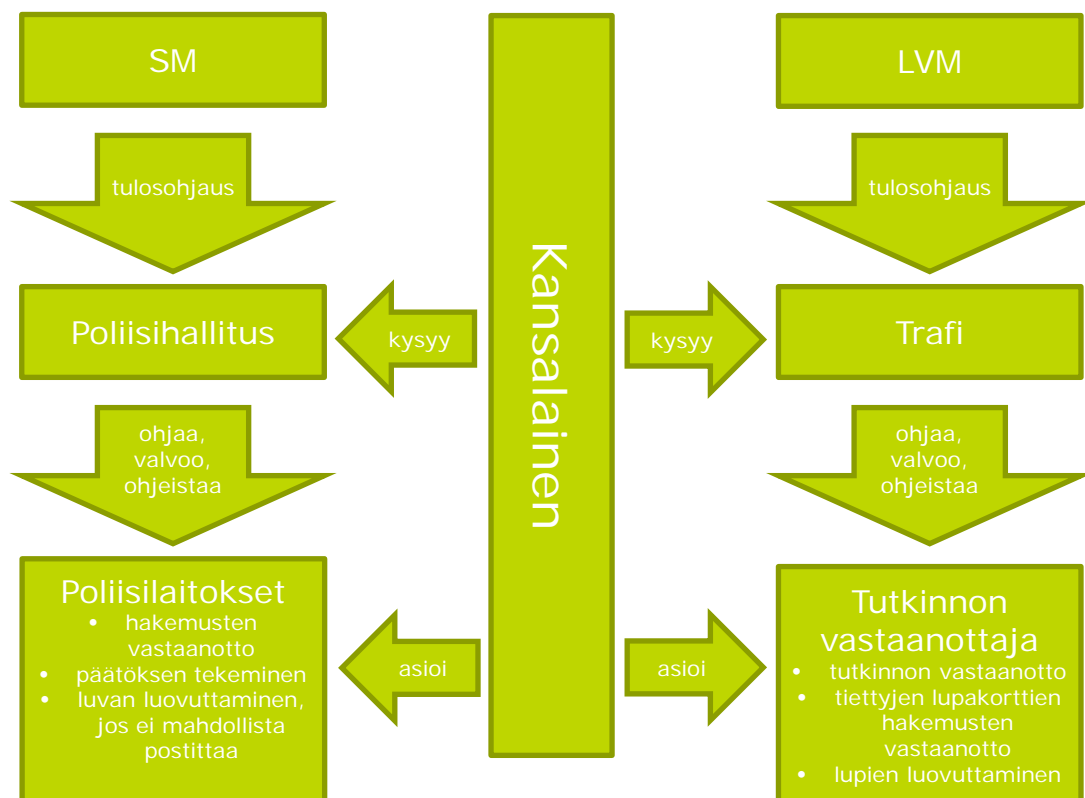 SM
tulosohjaus
Poliisihallitus
ohjaa,
valvoo,
ohjeistaa
Poliisilaitokset
• hakemusten
vastaanotto
• päätöksen tekeminen
• luvan luovuttaminen,
jos ei mahdollista
postittaa
kysyy
asioi
Kansalainen
kysyy
asioi
LVM
tulosohjaus
Trafi
ohjaa,
valvoo,
ohjeistaa
Tutkinnon
vastaanottaja
• tutkinnon vastaanotto
• tiettyjen lupakorttien
hakemusten
vastaanotto
• lupien luovuttaminen